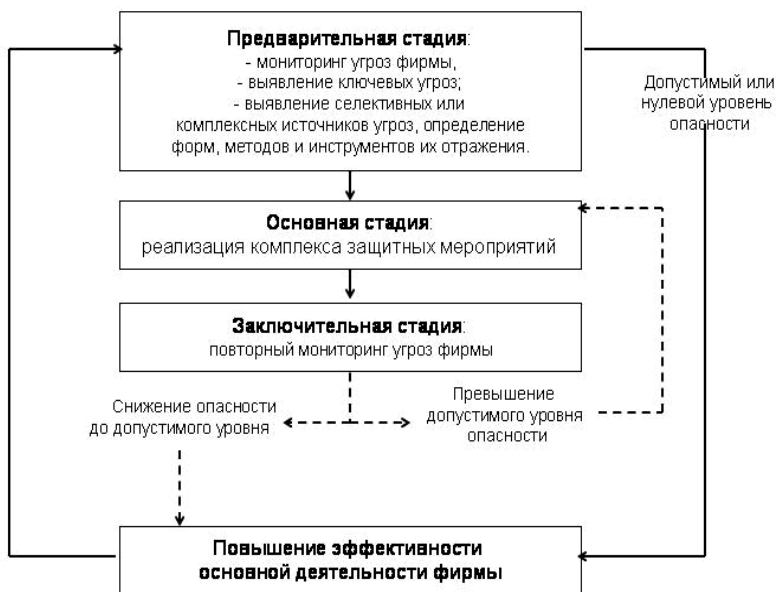 Предварительная стадия:
- мониторинг угроз фирмы,
- выявление ключевых угроз;
- выявление селективных или
комплексных источников угроз, определение
форм, методов и инструментов их отражения.
Допустимый или
нулевой уровень
опасности
Основная стадия:
реализация комплекса защитных мероприятий
Заключительная стадия:
повторный мониторинг угроз фирмы
Снижение опасности
до допустимого уровня
Превышение
допустимого уровня
опасности
Повышение эффективности
основной деятельности фирмы